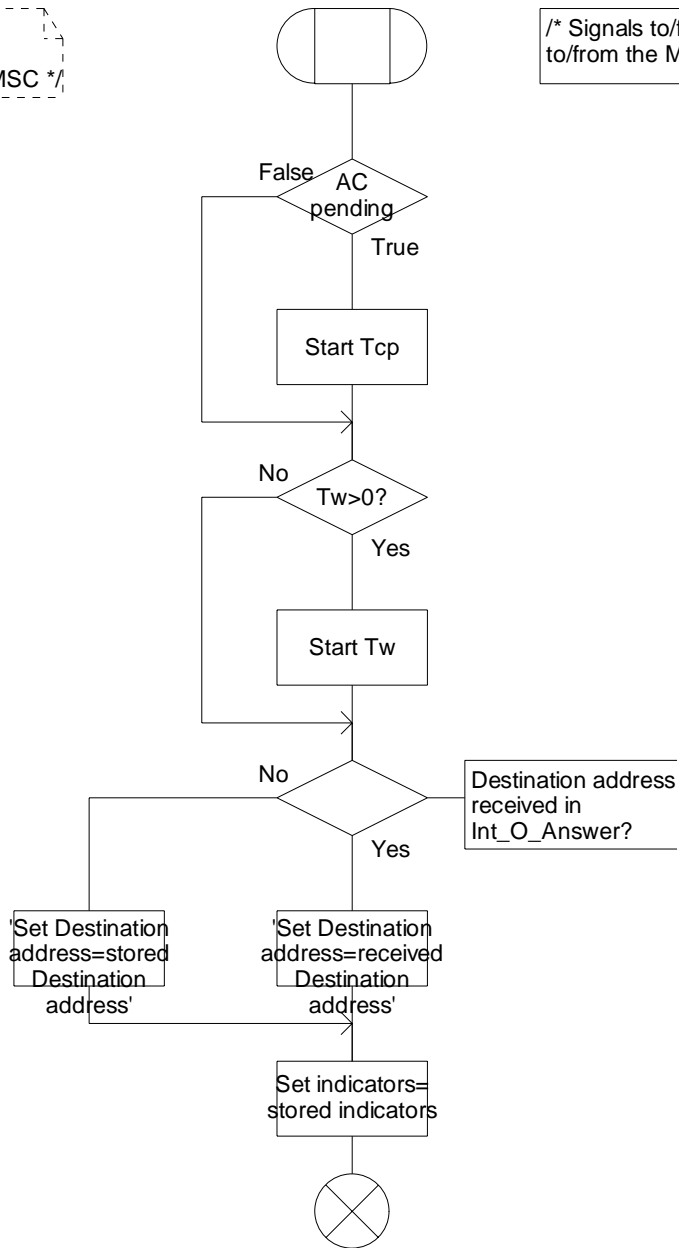 MSC */
/* Signals to/
to/from the M
False
AC
pending
True
Start Tcp
No
Tw>0?
Yes
Start Tw
No
Destination address
received in
Int_O_Answer?
Yes
'Set Destination
address=stored
Destination
address'
'Set Destination
address=received
Destination
address'
Set indicators=
stored indicators